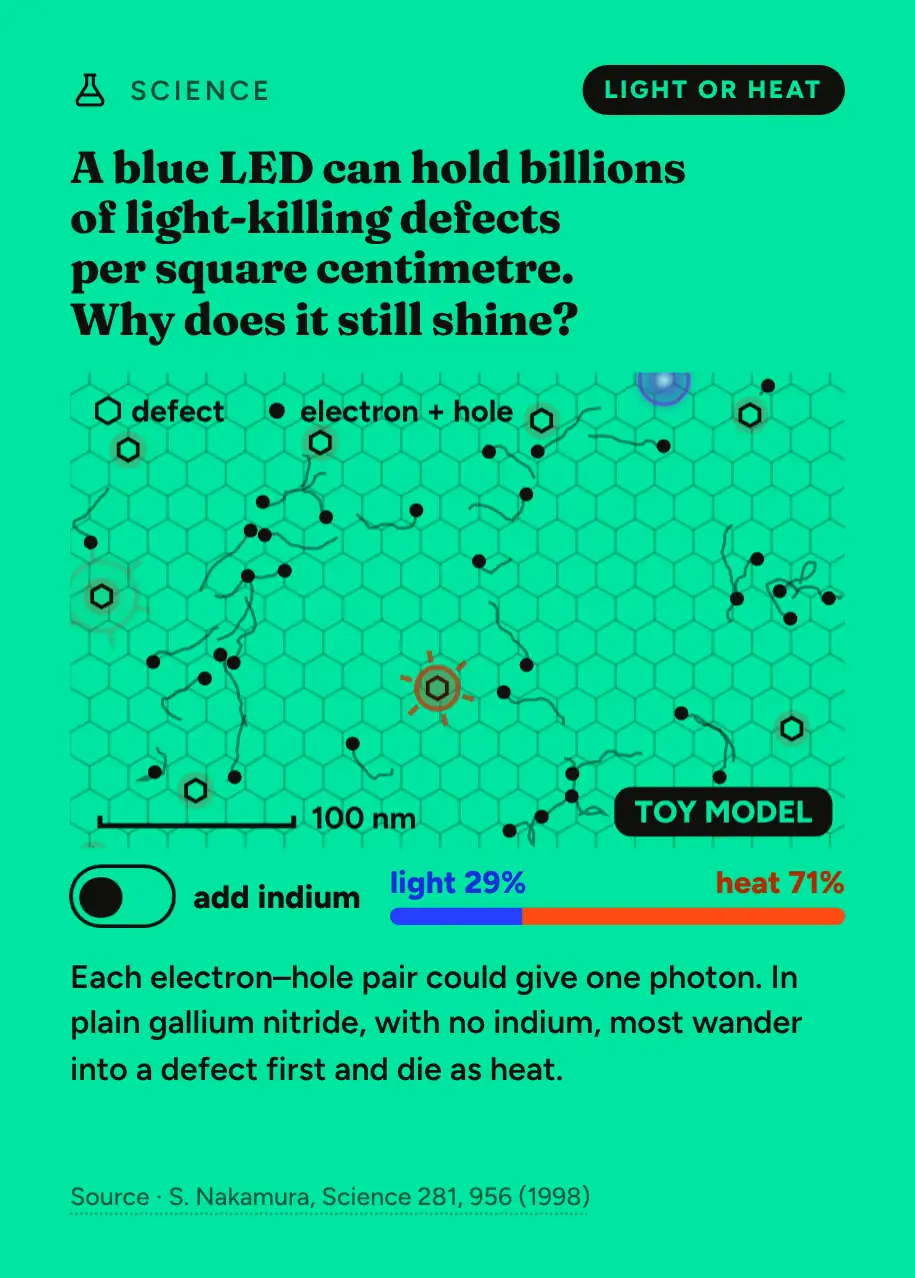 SCIENCE
LIGHT OR HEAT
A blue LED can hold billions
of light-killing defects
per square centimetre.
Why does it still shine?
defect
electron + hole
100 nm
TOY MODEL
add indium
light 29%
heat 71%
Each electron–hole pair could give one photon. In
plain gallium nitride, with no indium, most wander
into a defect first and die as heat.
Source · S. Nakamura, Science 281, 956 (1998)